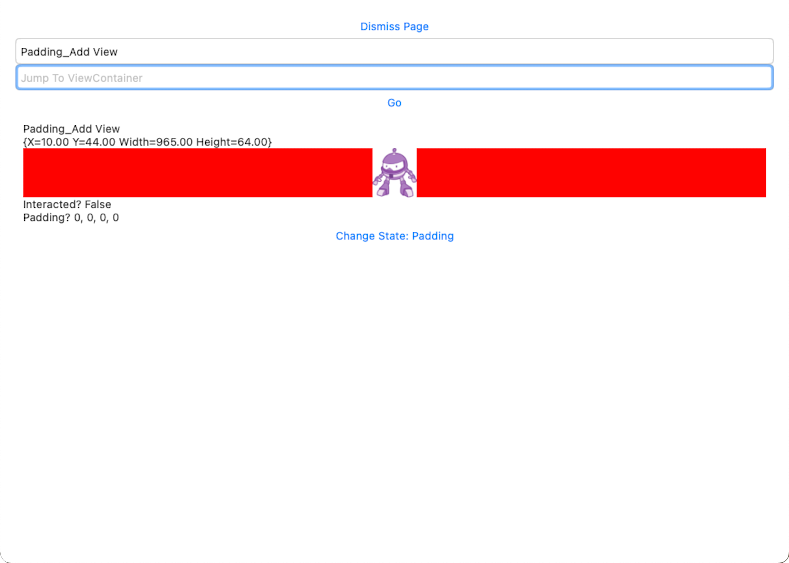 Dismiss Page
Padding_Add View
Jump To ViewContainer
Go
Padding_Add View
{X=10.00 Y=44.00 Width=965.00 Height=64.00}
Interacted? False
Padding? 0, 0, 0, 0
Change State: Padding